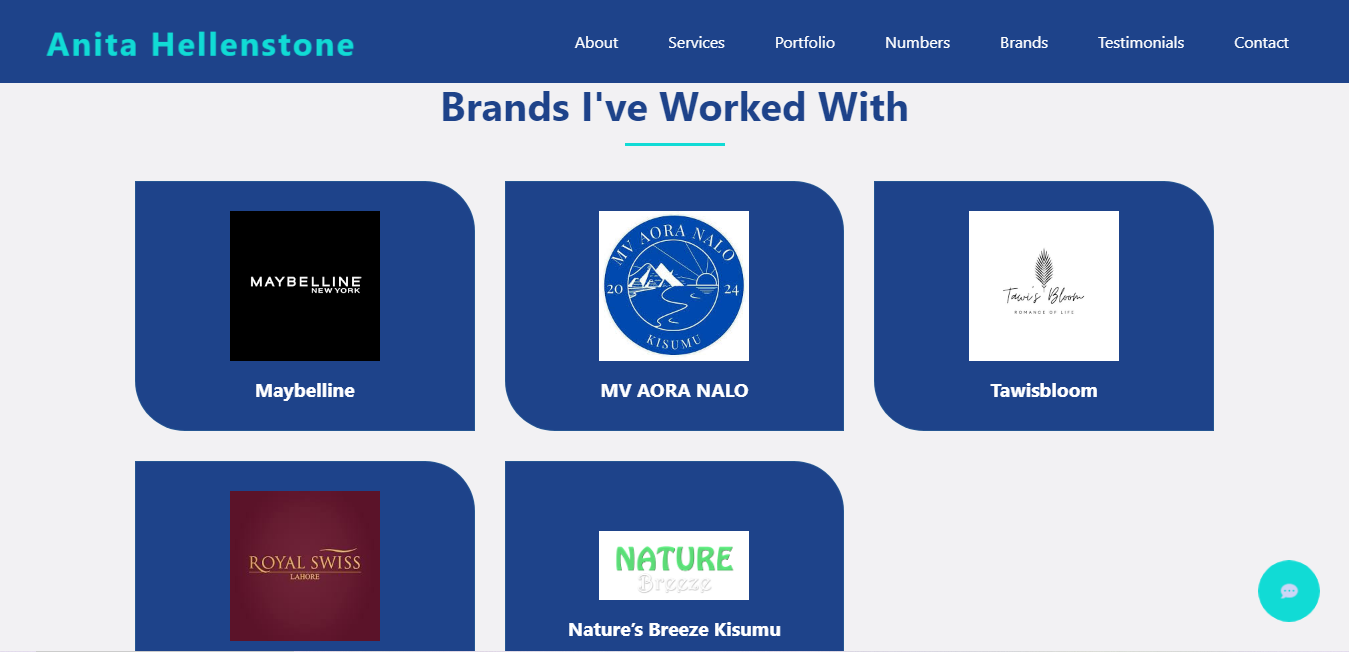 Anita Hellenstone
About Services Portfolio Numbers Brands Testimonials Contact
Brands I've Worked With
MAYBELLINE
NEW YORK
Maybelline
MV AORA NALO
20 24
KISUMU
MV AORA NALO
Tawi's Bloom
ROMANCE OF LIFE
Tawisbloom
ROYAL SWISS
LAHORE
NATURE
Breeze
Nature’s Breeze Kisumu